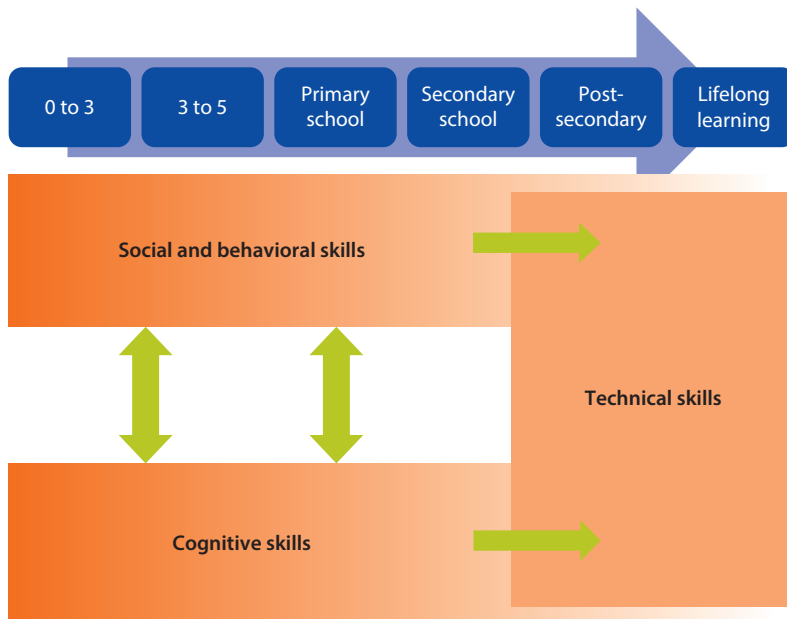 0 to 3
3 to 5
Primary
school
Secondary
school
Post-
secondary
Lifelong
learning
Social and behavioral skills
Technical skills
Cognitive skills